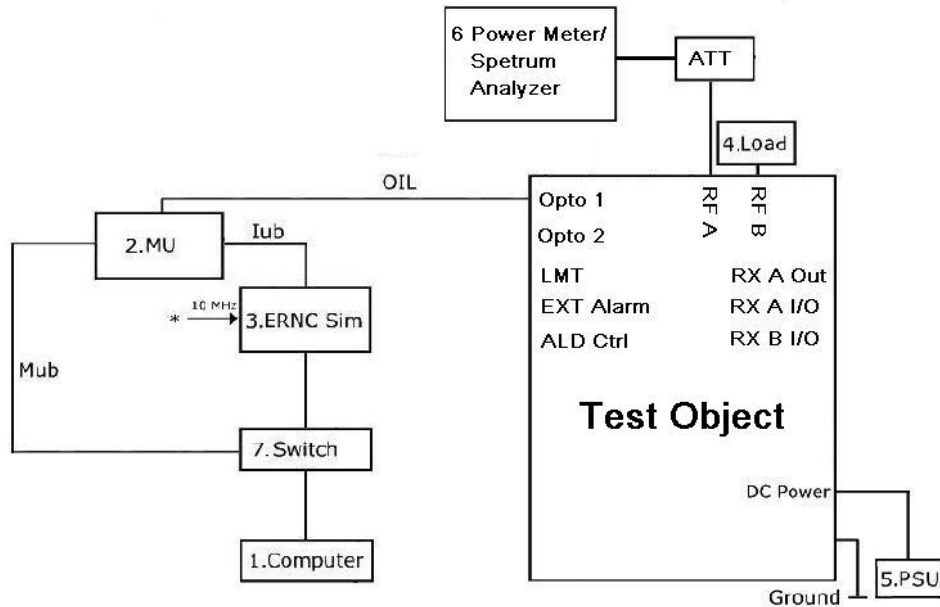 6 Power Meter/
Spetrum
Analyzer
ATT
4.Load
OIL
Opto 1
RF A
RF B
2.MU
Iub
Opto 2
LMT
RX A Out
10 MHz
*
3.ERNC Sim
EXT Alarm
RX A I/O
ALD Ctrl
RX B I/O
Mub
Test Object
7.Switch
DC Power
1.Computer
5.PSU
Ground